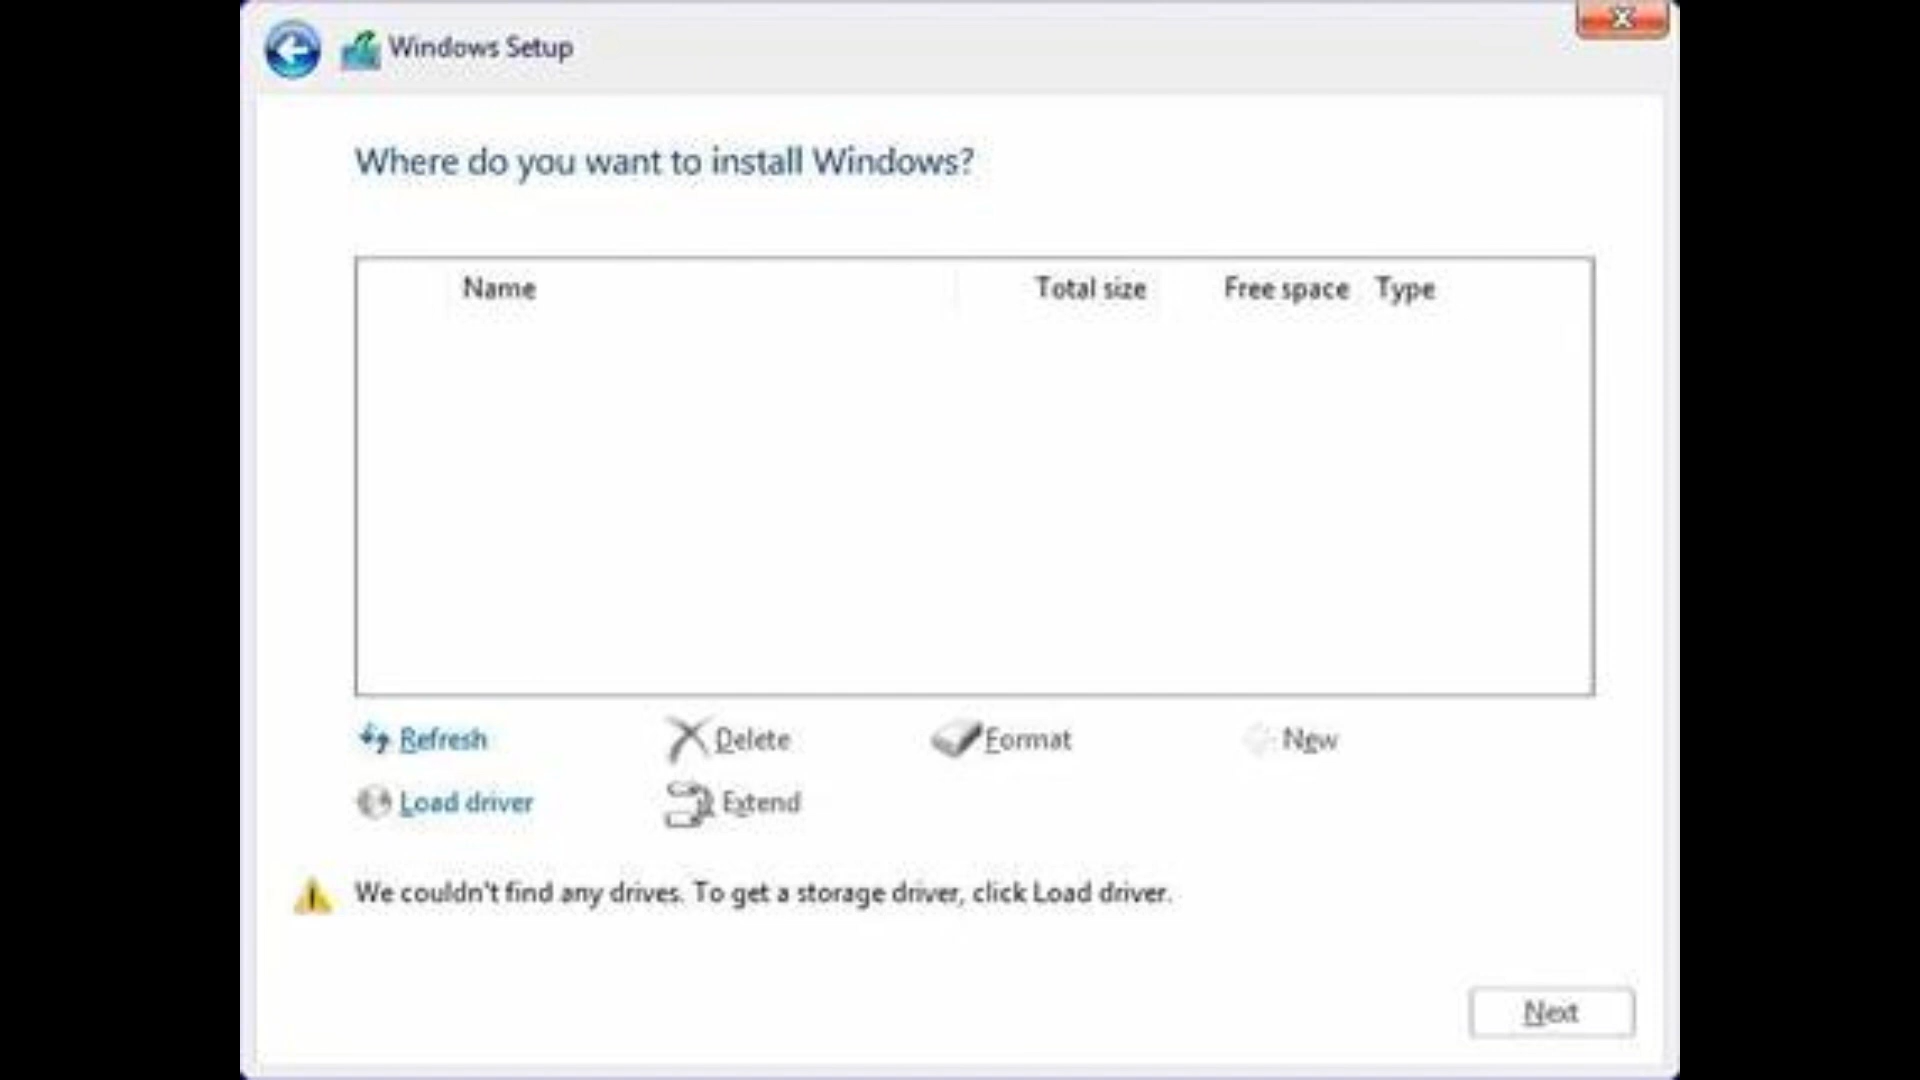 Windows Setup
Where do you want to install Windows?
Name Total size Free space Type
Refresh Delete Format New
Load driver Extend
We couldn't find any drives. To get a storage driver, click Load driver.
Next